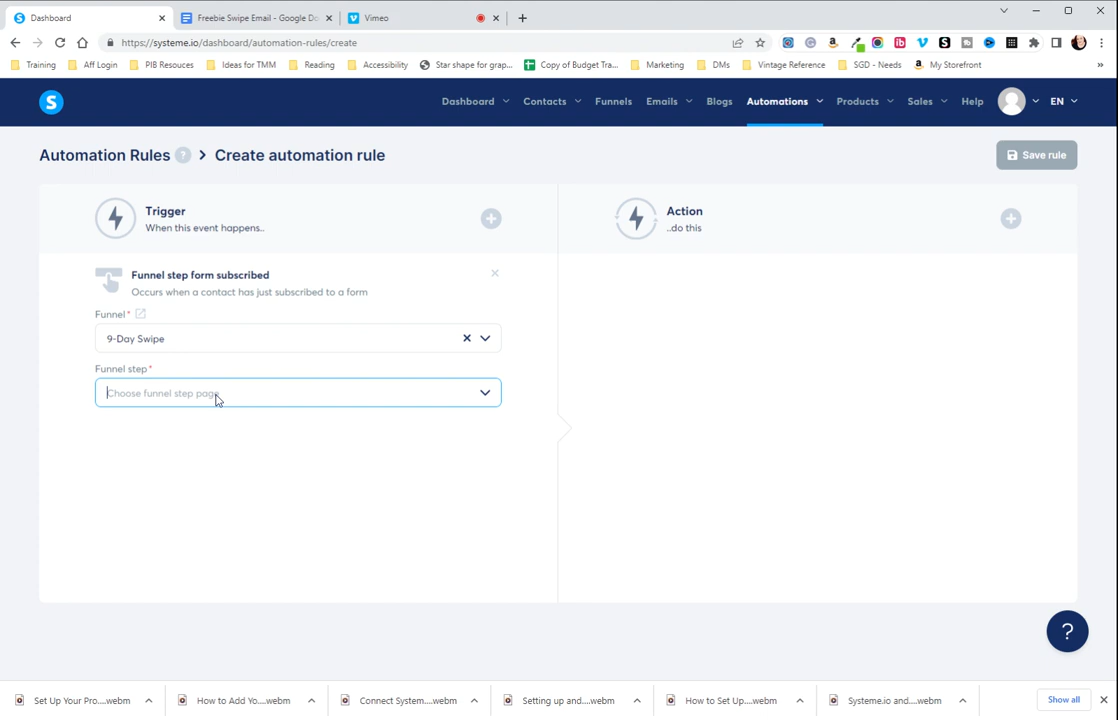 Dashboard
Freebie Swipe Email - Google Do
Vimeo
https://systeme.io/dashboard/automation-rules/create
Training
Aff Login
PIB Resouces
Ideas for TMM
Reading
Accessibility
Star shape for grap...
Copy of Budget Tra...
Marketing
DMs
Vintage Reference
SGD - Needs
My Storefront
»
S
Dashboard
Contacts
Funnels
Emails
Blogs
Automations
Products
Sales
Help
EN
Automation Rules ? > Create automation rule
Save rule
Trigger
When this event happens..
Action
..do this
Funnel step form subscribed
Occurs when a contact has just subscribed to a form
Funnel*
9-Day Swipe
Funnel step*
Choose funnel step page
?
Set Up Your Pro....webm
How to Add Yo....webm
Connect System....webm
Setting up and....webm
How to Set Up....webm
Systeme.io and....webm
Show all